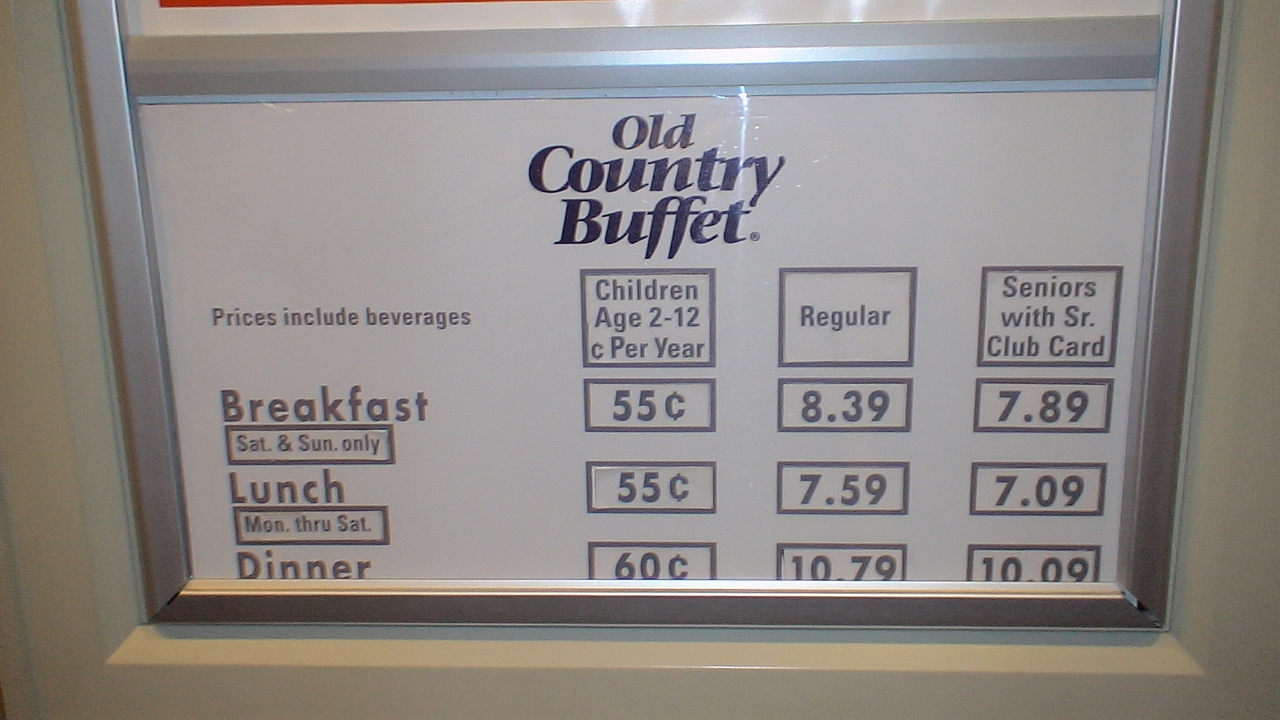 Old
Country
Buffet®
Prices include beverages
Children
Age 2-12
¢ Per Year
Regular
Seniors
with Sr.
Club Card
Breakfast 55¢ 8.39 7.89
Sat. & Sun. only
Lunch 55¢ 7.59 7.09
Mon. thru Sat.
Dinner 60¢ 10.79 10.09